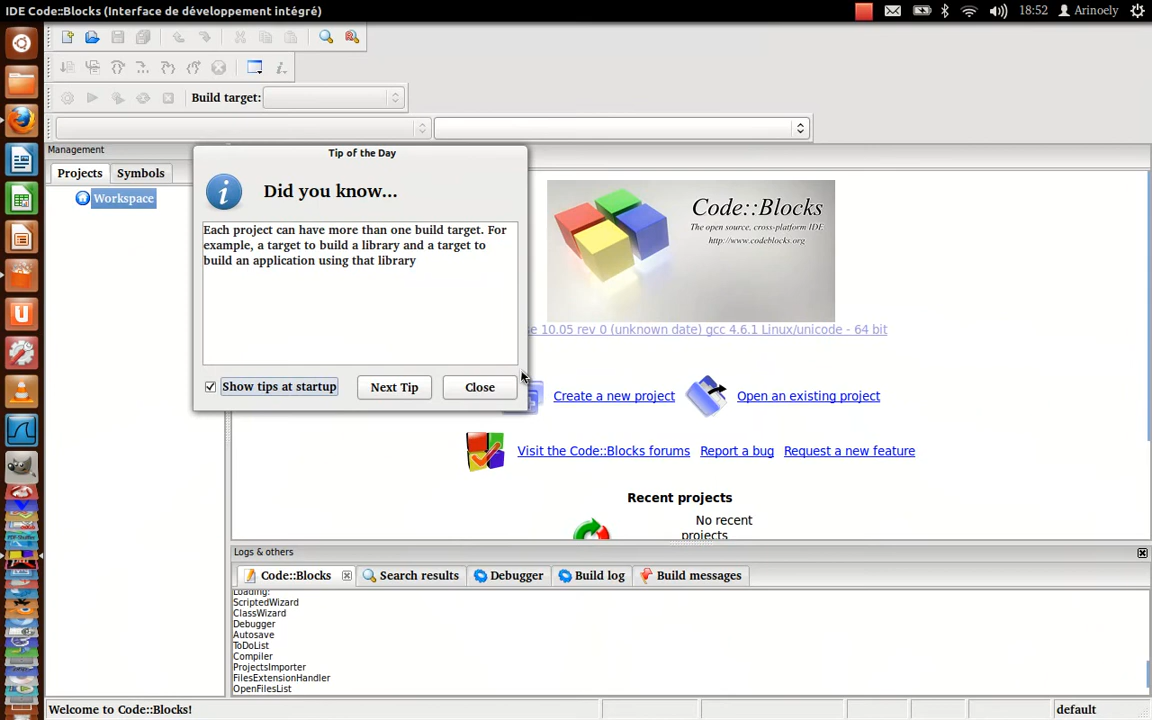 IDE Code::Blocks (Interface de développement intégré)
18:52
Arinoely
Build target:
Management
Projects
Symbols
Workspace
Tip of the Day
Did you know...
Each project can have more than one build target. For
example, a target to build a library and a target to
build an application using that library
Show tips at startup
Next Tip
Close
Code::Blocks
The open source, cross-platform IDE
http://www.codeblocks.org
se 10.05 rev 0 (unknown date) gcc 4.6.1 Linux/unicode - 64 bit
Create a new project
Open an existing project
Visit the Code::Blocks forums
Report a bug
Request a new feature
Recent projects
No recent
projects
Logs & others
Code::Blocks
Search results
Debugger
Build log
Build messages
Loading:
ScriptedWizard
ClassWizard
Debugger
Autosave
ToDoList
Compiler
ProjectsImporter
FilesExtensionHandler
OpenFilesList
Welcome to Code::Blocks!
default